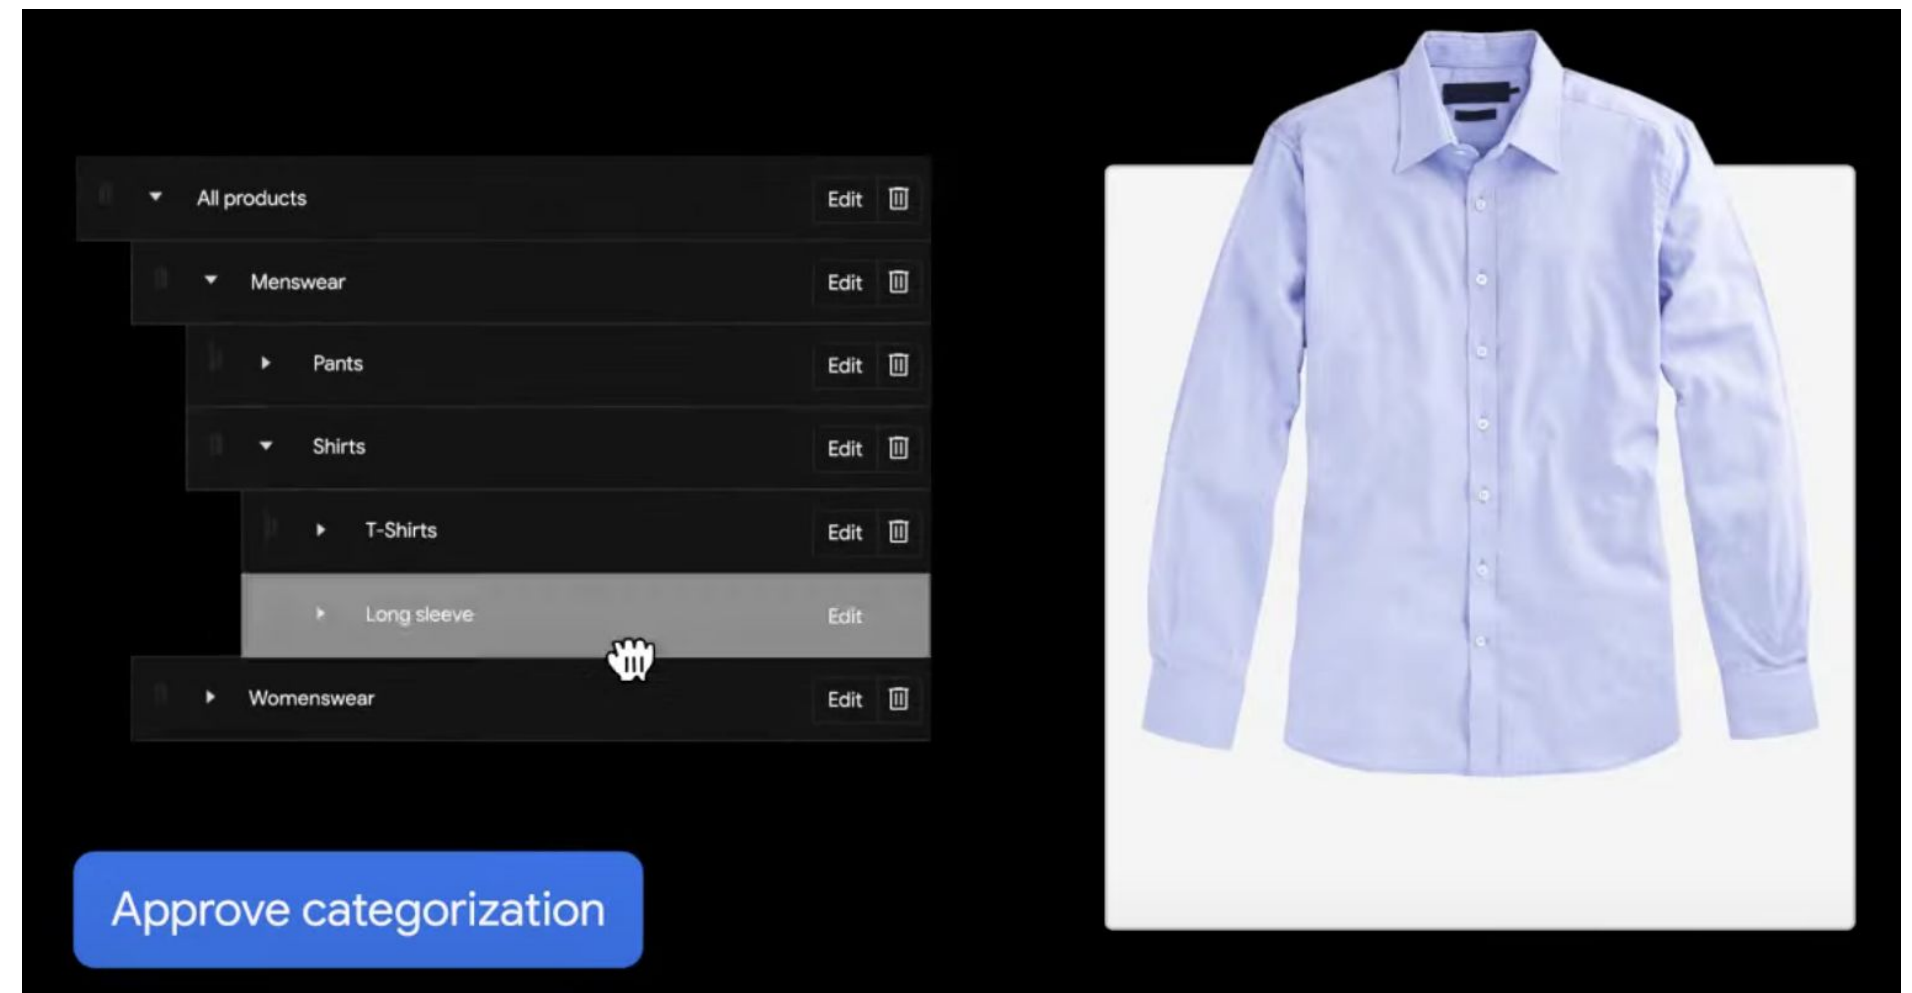 All products Edit
Menswear Edit
Pants Edit
Shirts Edit
T-Shirts Edit
Long sleeve Edit
Womenswear Edit
Approve categorization